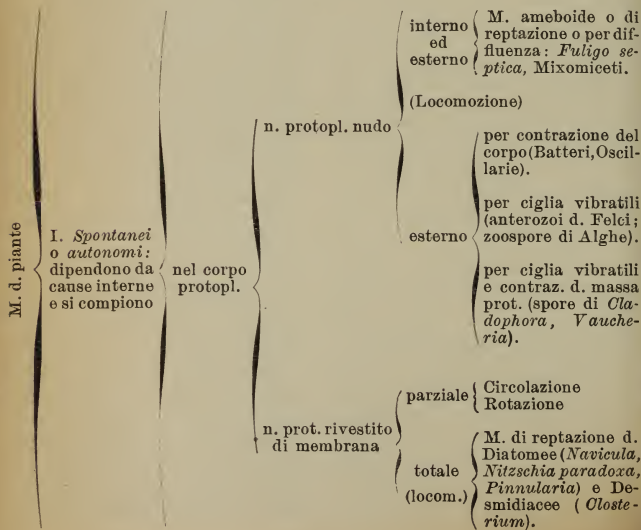 M. d. piante
I. Spontanei
o autonomi:
dipendono da
cause interne
e si compiono
nel corpo
protopl.
n. protopl. nudo
interno
ed
esterno
M. ameboide o di
reptazione o per dif-
fluenza: Fuligo se-
ptica, Mixomiceti.
(Locomozione)
esterno
per contrazione del
corpo (Batteri, Oscil-
larie).
per ciglia vibratili
(anterozoi d. Felci;
zoospore di Alghe).
per ciglia vibratili
e contraz. d. massa
prot. (spore di Cla-
dophora, Vauche-
ria).
n. prot. rivestito
di membrana
parziale
Circolazione
Rotazione
totale
(locom.)
M. di reptazione d.
Diatomee (Navicula,
Nitzschia paradoxa,
Pinnularia) e De-
smidiacee (Closte-
rium).